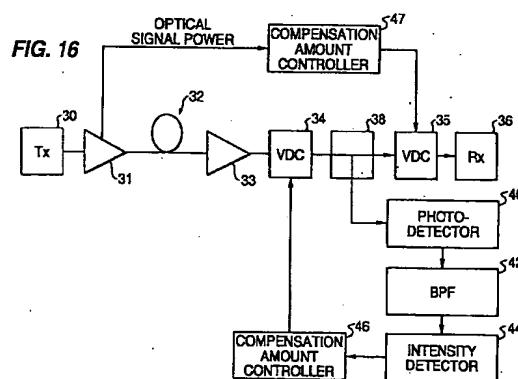 FIG. 16
OPTICAL
SIGNAL POWER
COMPENSATION
AMOUNT
CONTROLLER
47
30
Tx
31
32
33
34
VDC
38
35
VDC
36
Rx
PHOTO-
DETECTOR
42
BPF
44
INTENSITY
DETECTOR
46
COMPENSATION
AMOUNT
CONTROLLER